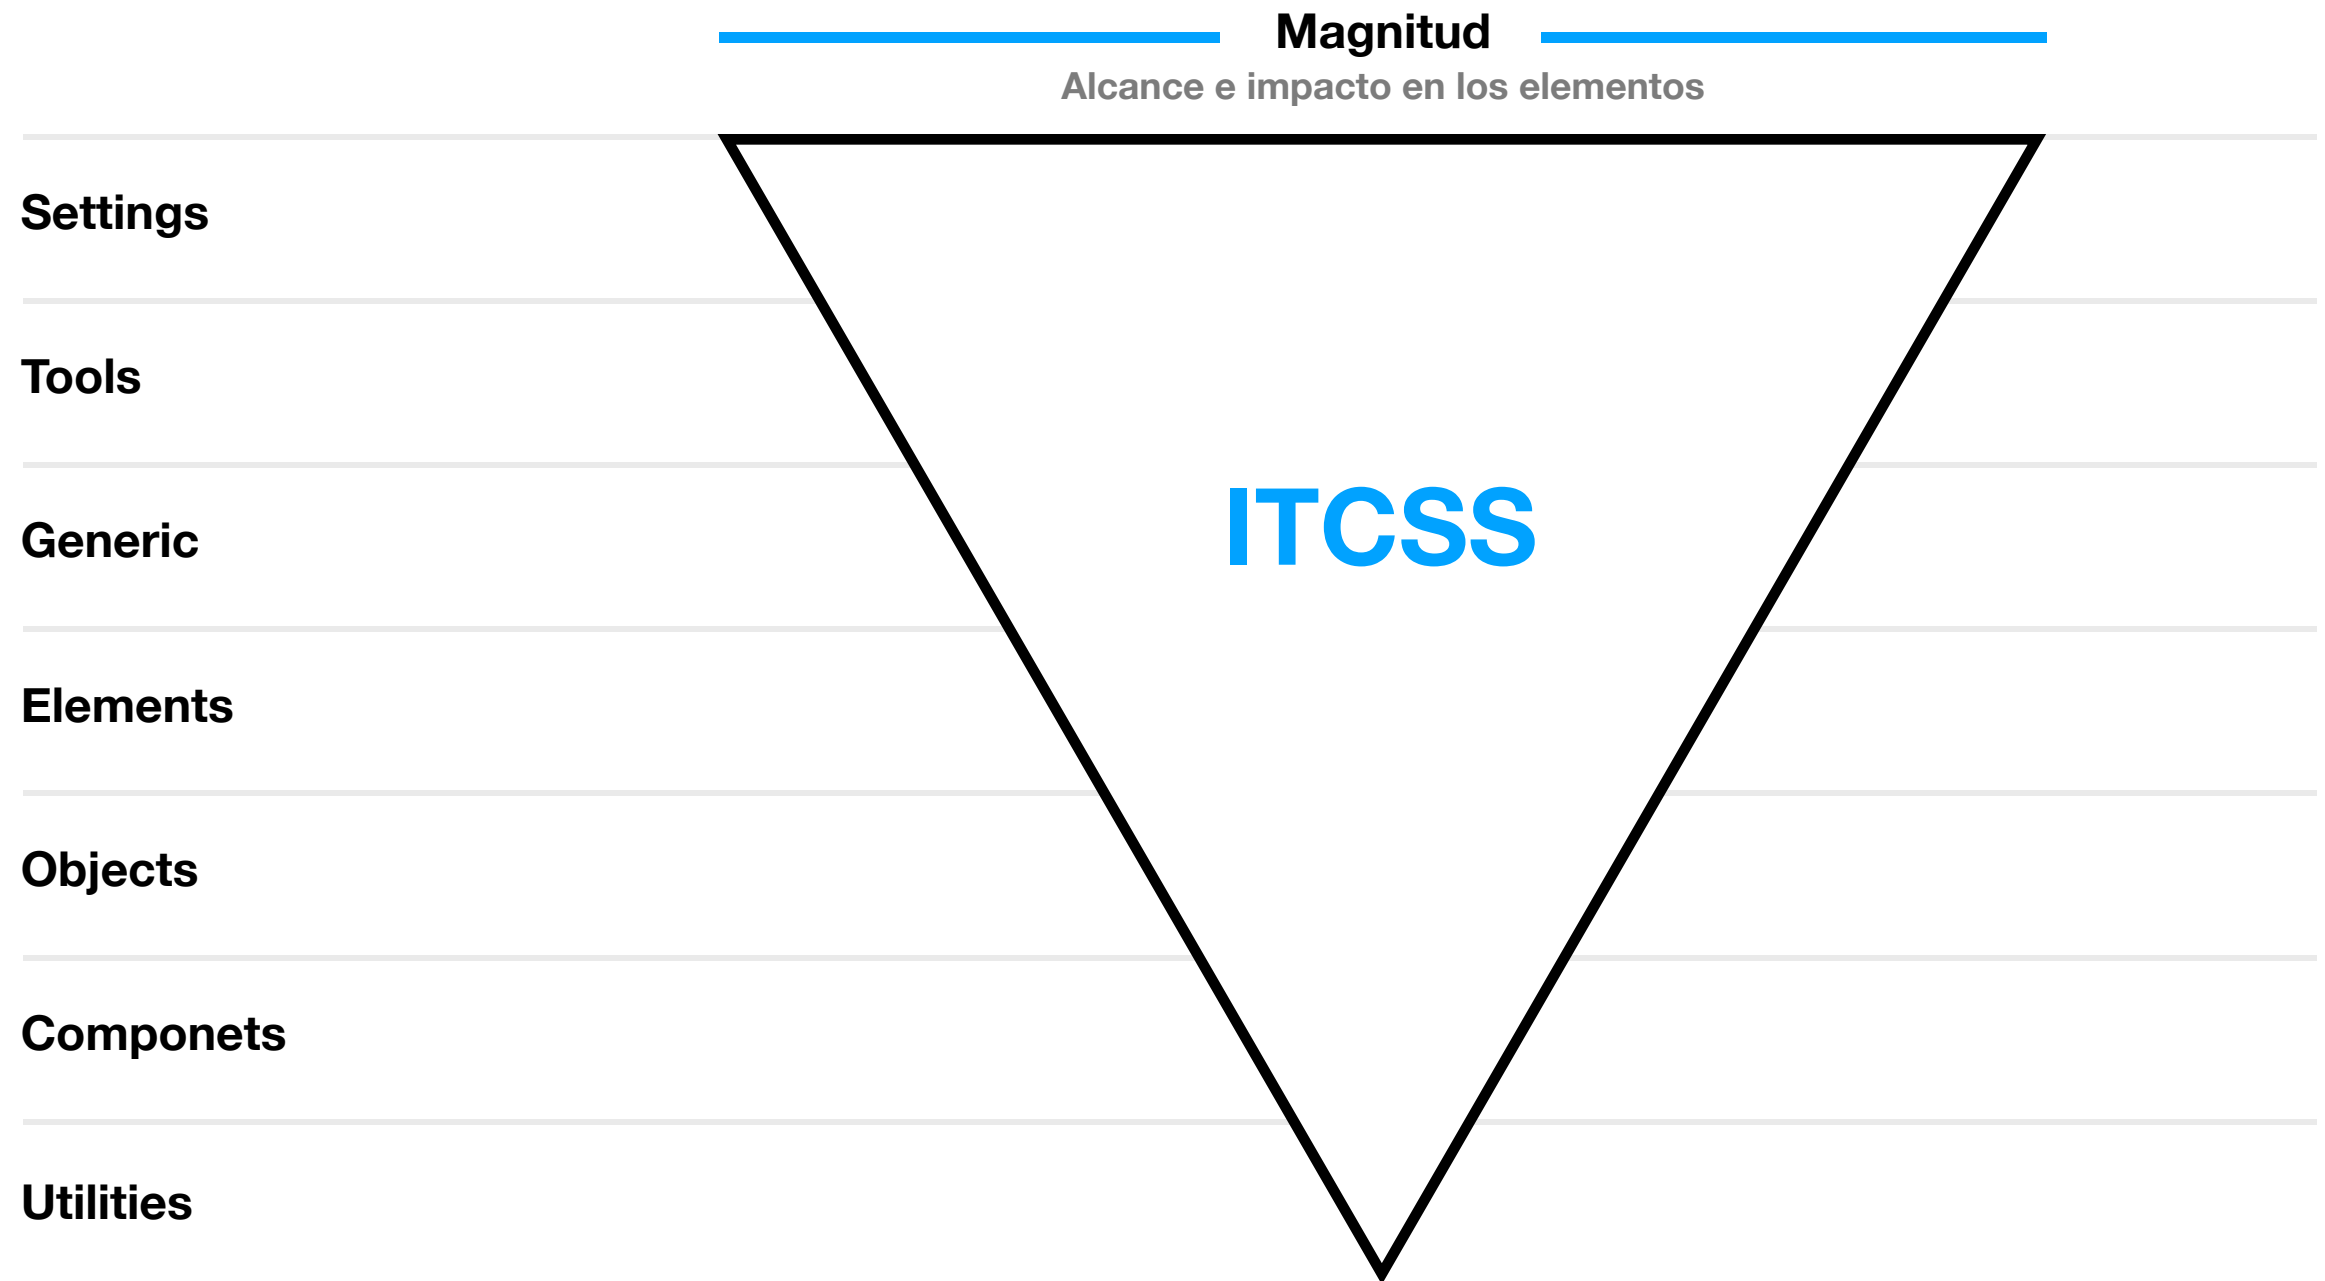 Magnitud
Alcance e impacto en los elementos
Settings
Tools
Generic
ITCSS
Elements
Objects
Componets
Utilities